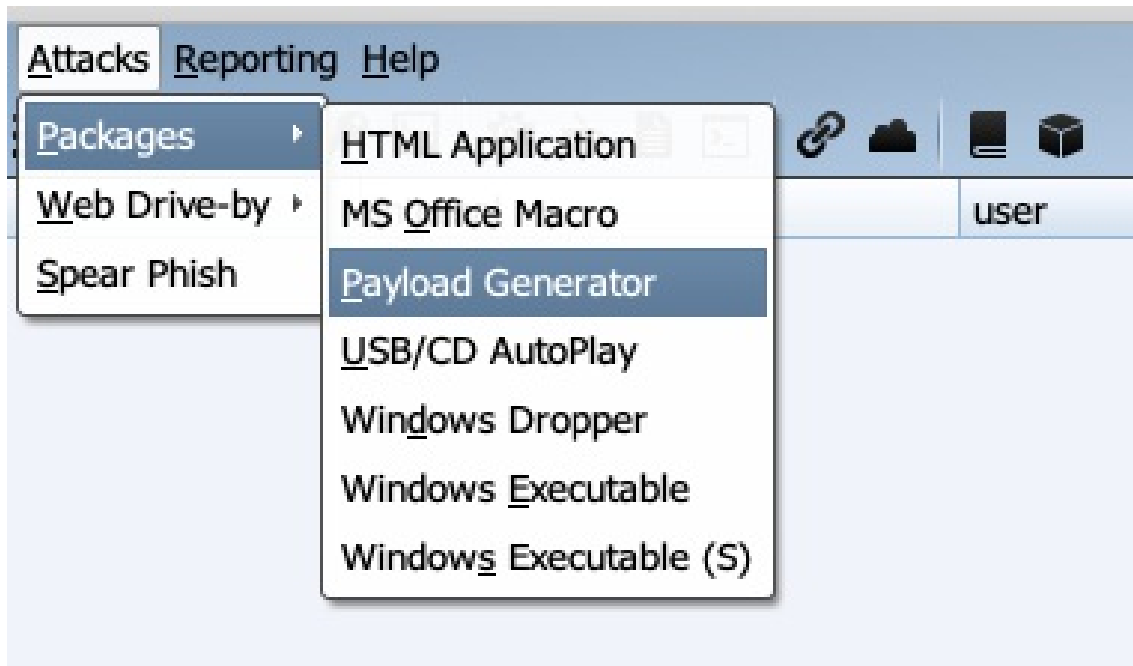 Attacks Reporting Help
Packages
Web Drive-by
Spear Phish
HTML Application
MS Office Macro
Payload Generator
USB/CD AutoPlay
Windows Dropper
Windows Executable
Windows Executable (S)
user